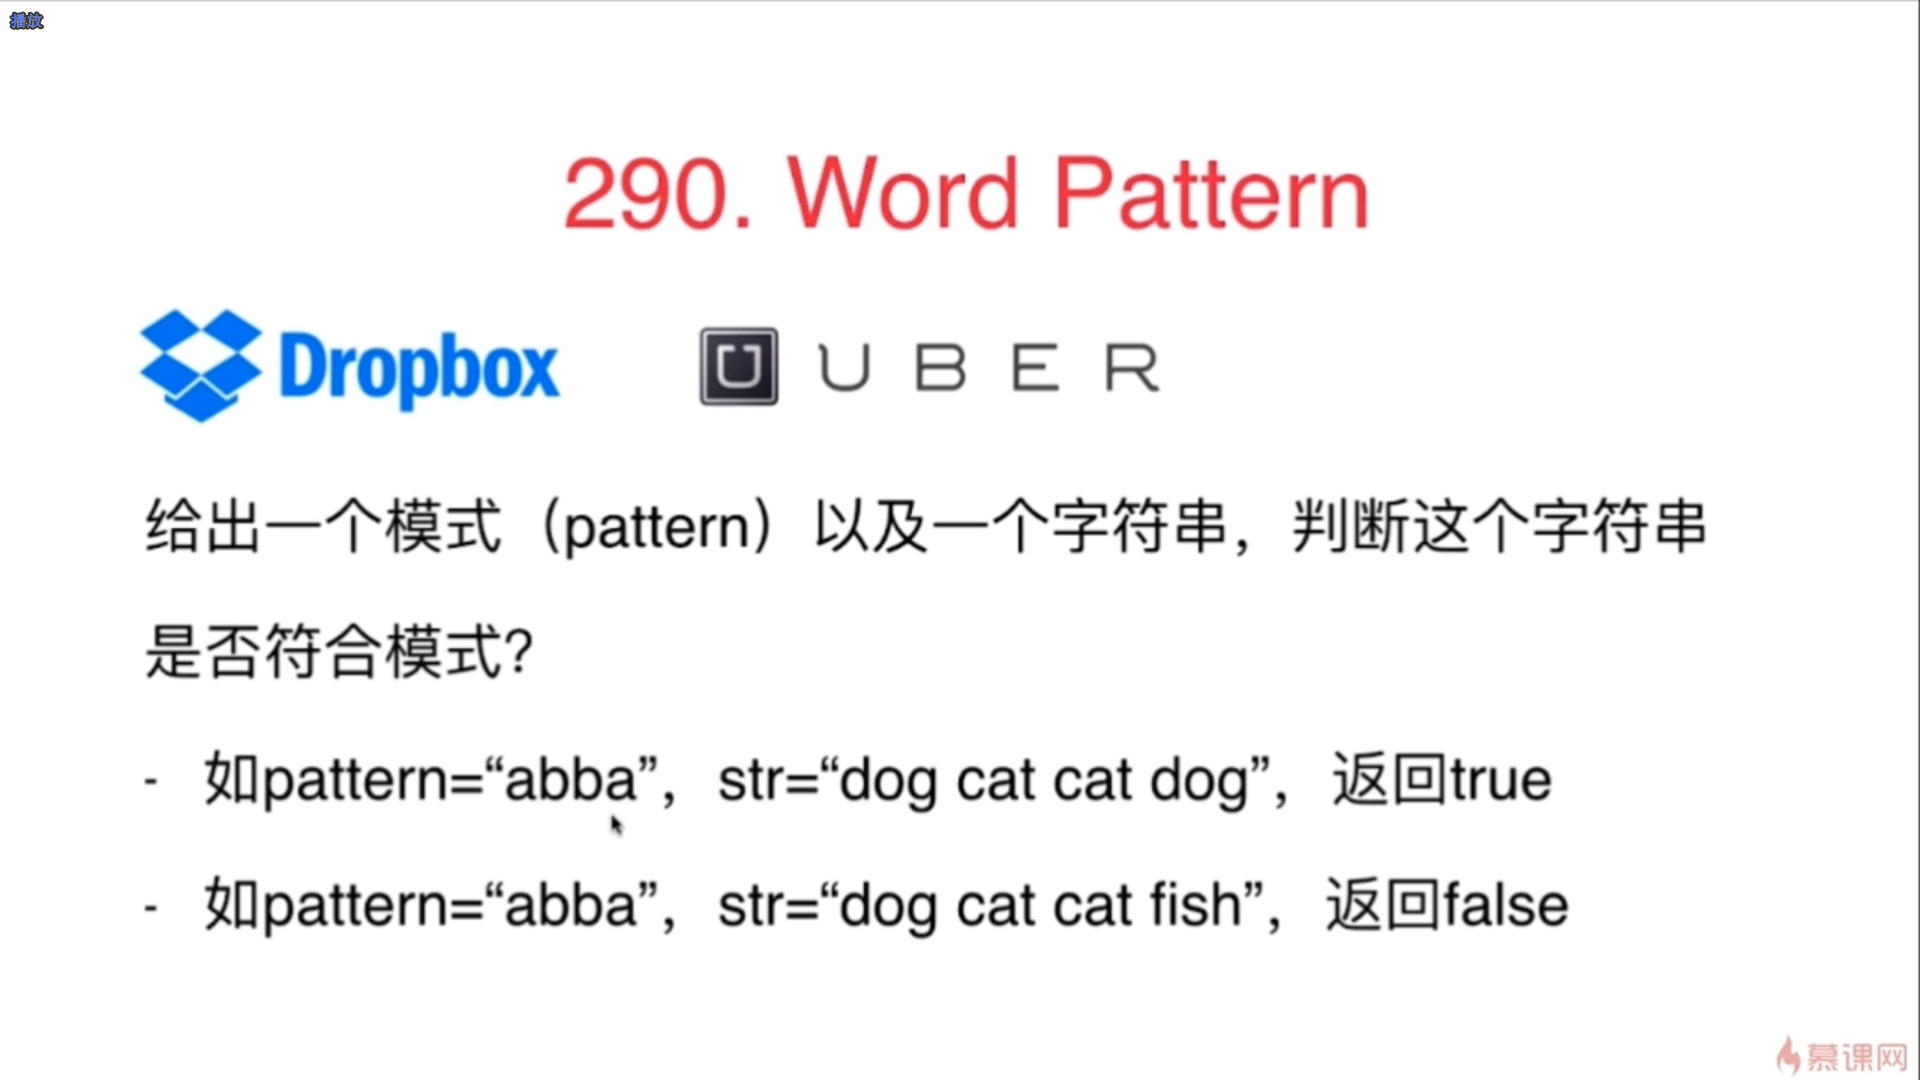 播放
290. Word Pattern
Dropbox
U UBER
给出一个模式（pattern）以及一个字符串，判断这个字符串
是否符合模式？
- 如pattern=“abba”，str=“dog cat cat dog”，返回true
- 如pattern=“abba”，str=“dog cat cat fish”，返回false
慕课网